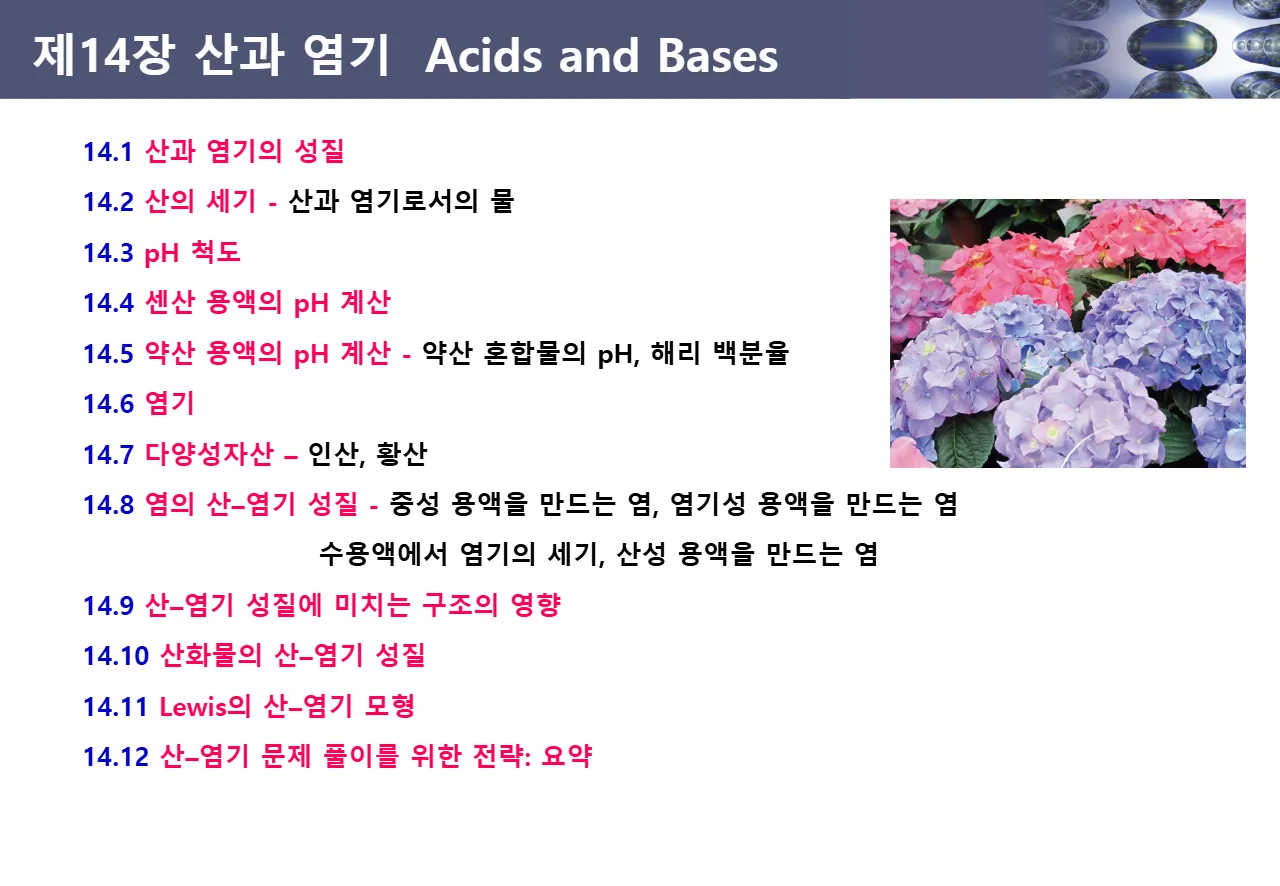 제14장 산과 염기 Acids and Bases
14.1 산과 염기의 성질
14.2 산의 세기 - 산과 염기로서의 물
14.3 pH 척도
14.4 센산 용액의 pH 계산
14.5 약산 용액의 pH 계산 - 약산 혼합물의 pH, 해리 백분율
14.6 염기
14.7 다양성자산 – 인산, 황산
14.8 염의 산–염기 성질 - 중성 용액을 만드는 염, 염기성 용액을 만드는 염
수용액에서 염기의 세기, 산성 용액을 만드는 염
14.9 산–염기 성질에 미치는 구조의 영향
14.10 산화물의 산–염기 성질
14.11 Lewis의 산–염기 모형
14.12 산–염기 문제 풀이를 위한 전략: 요약